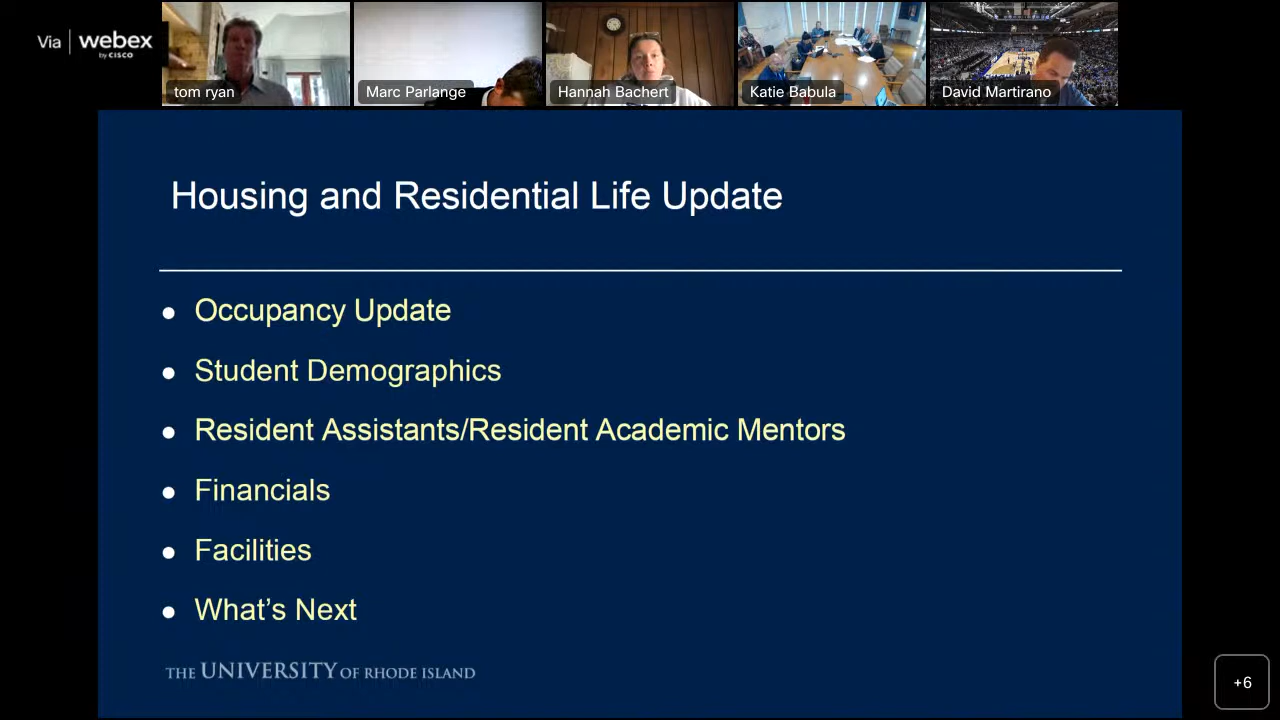 Via webex
by CISCO
tom ryan
Marc Parlange
Hannah Bachert
Katie Babula
David Martirano
Housing and Residential Life Update
● Occupancy Update
● Student Demographics
● Resident Assistants/Resident Academic Mentors
● Financials
● Facilities
● What’s Next
THE UNIVERSITY OF RHODE ISLAND
+6